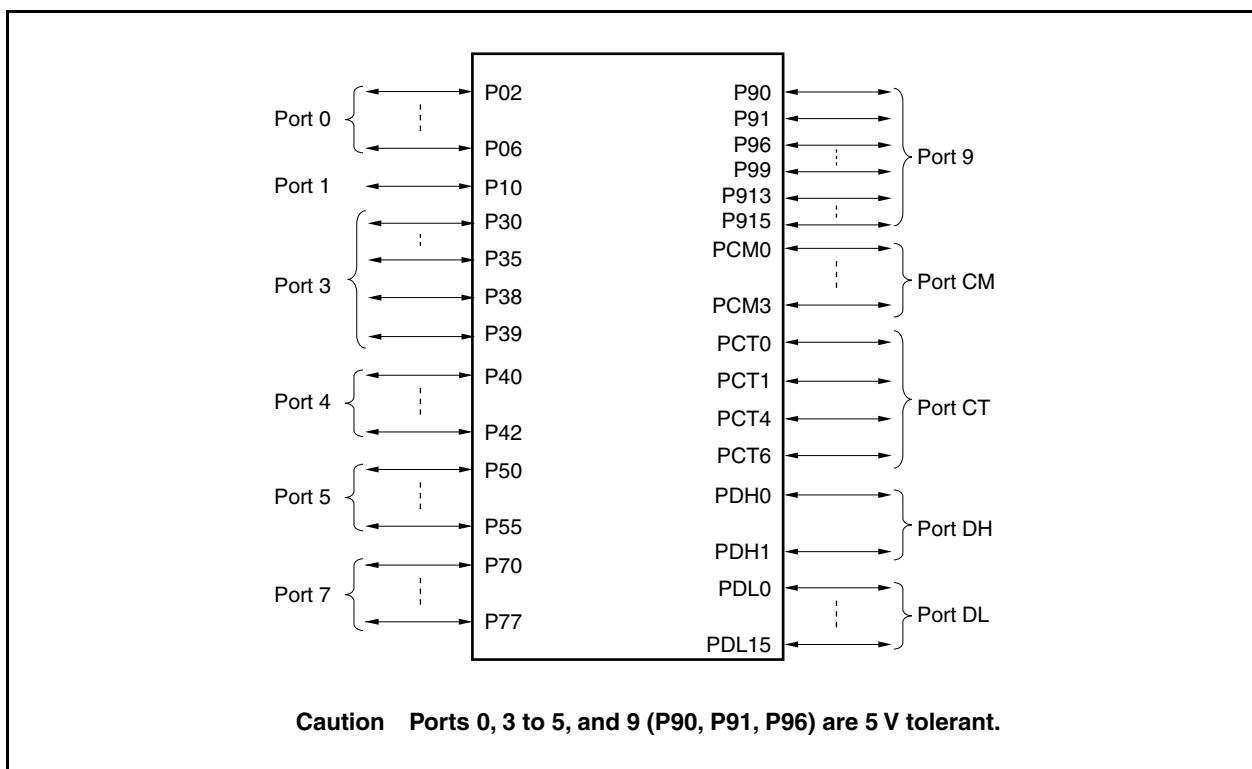 Port 0
P02
P06
Port 1
P10
Port 3
P30
P35
P38
P39
Port 4
P40
P42
Port 5
P50
P55
Port 7
P70
P77
P90
P91
P96
P99
P913
P915
Port 9
PCM0
PCM3
Port CM
PCT0
PCT1
PCT4
PCT6
Port CT
PDH0
PDH1
Port DH
PDL0
PDL15
Port DL
Caution Ports 0, 3 to 5, and 9 (P90, P91, P96) are 5 V tolerant.